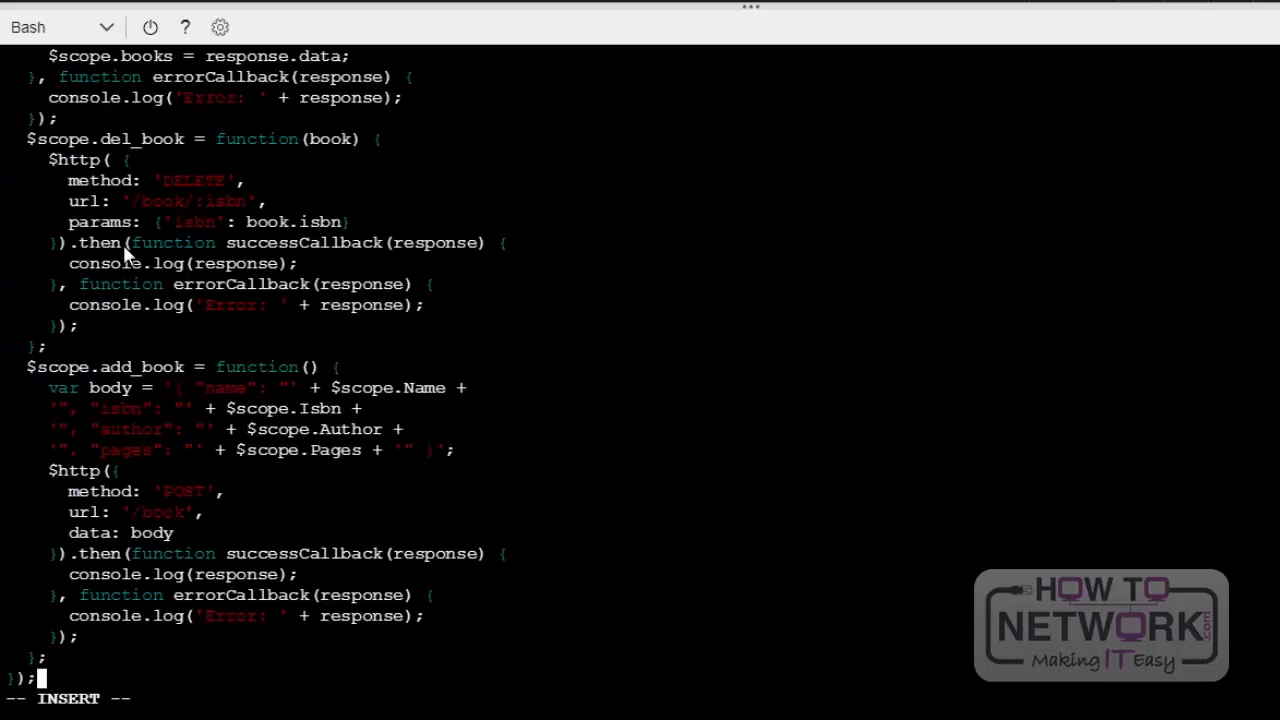 Bash
$scope.books = response.data;
}, function errorCallback(response) {
console.log('Error: ' + response);
});
$scope.del_book = function(book) {
$http( {
method: 'DELETE',
url: '/book/:isbn',
params: {'isbn': book.isbn}
}).then(function successCallback(response) {
console.log(response);
}, function errorCallback(response) {
console.log('Error: ' + response);
});
};
$scope.add_book = function() {
var body = '{ "name": "' + $scope.Name +
'", "isbn": "' + $scope.Isbn +
'", "author": "' + $scope.Author +
'", "pages": "' + $scope.Pages + '" }';
$http({
method: 'POST',
url: '/book',
data: body
}).then(function successCallback(response) {
console.log(response);
}, function errorCallback(response) {
console.log('Error: ' + response);
});
};
});
-- INSERT --
HOW TO
NETWORK.com
Making IT Easy